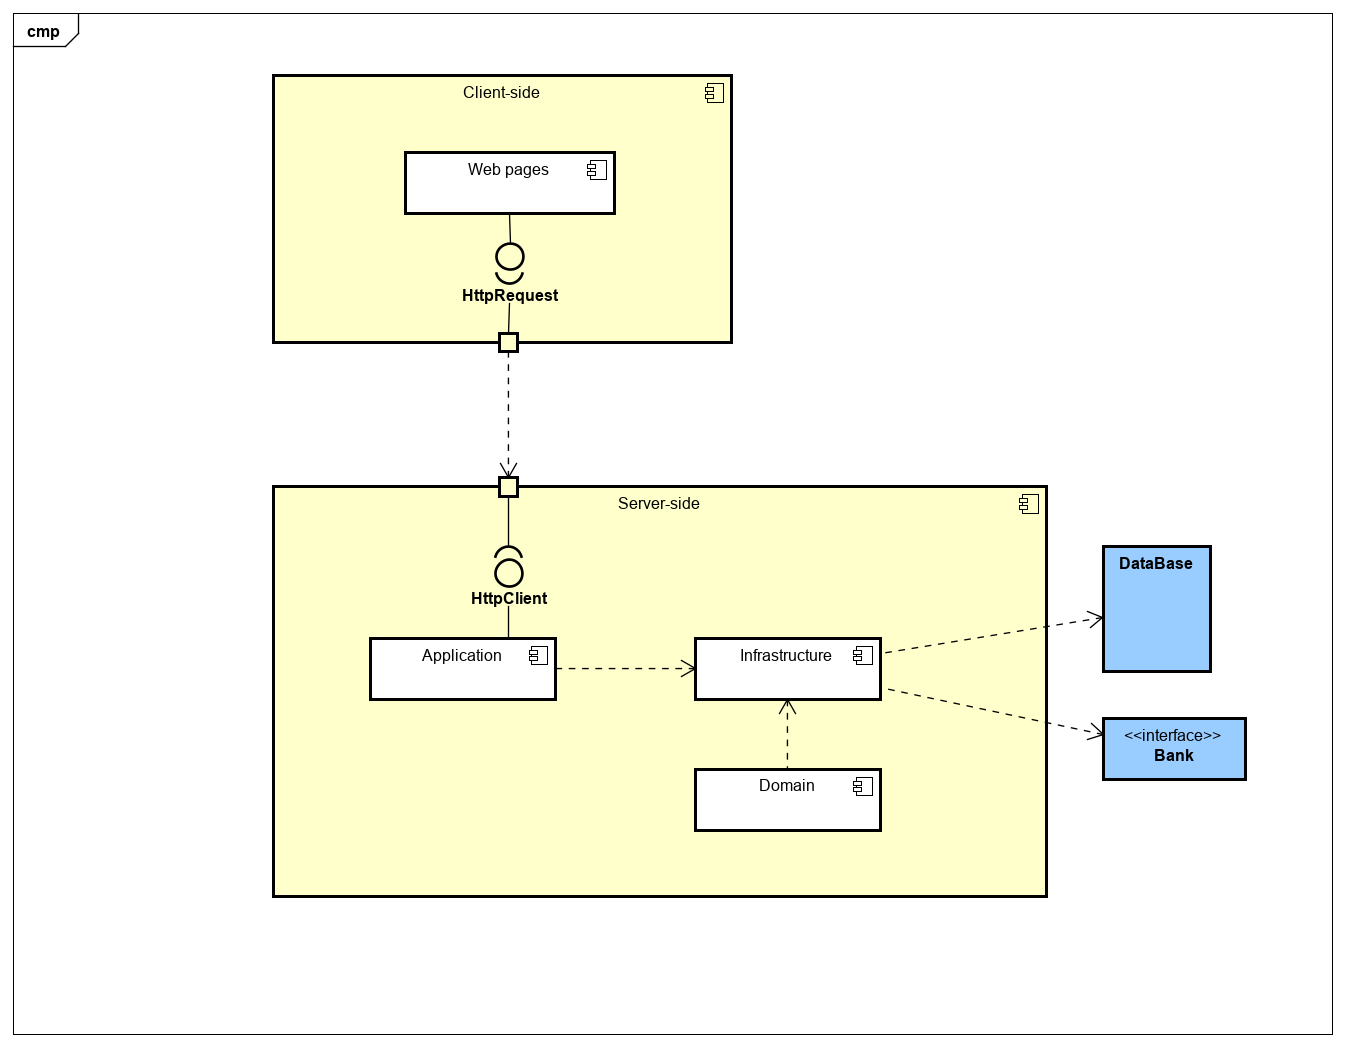 cmp
Client-side
Web pages
HttpRequest
Server-side
HttpClient
Application
Infrastructure
Domain
DataBase
<<interface>>
Bank